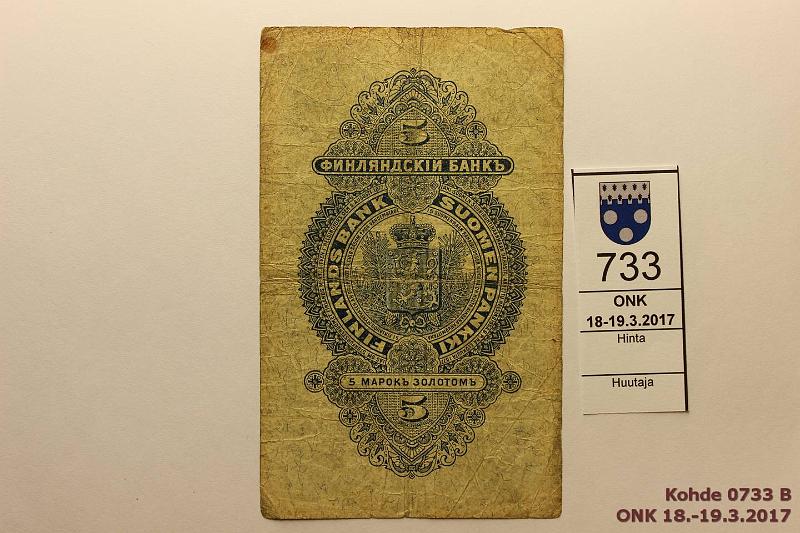 5
ФИНЛЯНДСКІЙ БАНКЪ
FINLANDS BANK
SUOMEN PANKKI
5 МАРОКЪ ЗОЛОТОМЪ
5
733
ONK
18-19.3.2017
Hinta
Huutaja
Kohde 0733 B
ONK 18.-19.3.2017